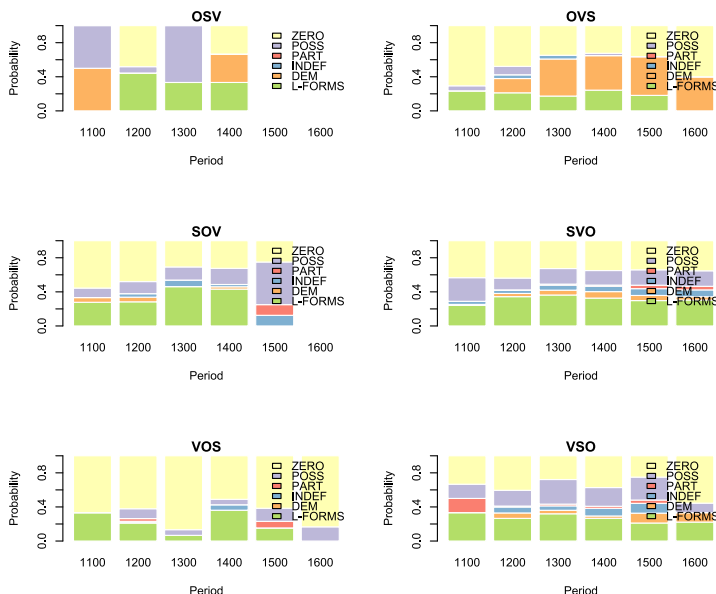 OSV
Probability
0.0 0.4 0.8
ZERO
POSS
PART
INDEF
DEM
L-FORMS
1100 1200 1300 1400 1500 1600
Period
OVS
Probability
0.0 0.4 0.8
ZERO
POSS
PART
INDEF
DEM
L-FORMS
1100 1200 1300 1400 1500 1600
Period
SOV
Probability
0.0 0.4 0.8
ZERO
POSS
PART
INDEF
DEM
L-FORMS
1100 1200 1300 1400 1500 1600
Period
SVO
Probability
0.0 0.4 0.8
ZERO
POSS
PART
INDEF
DEM
L-FORMS
1100 1200 1300 1400 1500 1600
Period
VOS
Probability
0.0 0.4 0.8
ZERO
POSS
PART
INDEF
DEM
L-FORMS
1100 1200 1300 1400 1500 1600
Period
VSO
Probability
0.0 0.4 0.8
ZERO
POSS
PART
INDEF
DEM
L-FORMS
1100 1200 1300 1400 1500 1600
Period